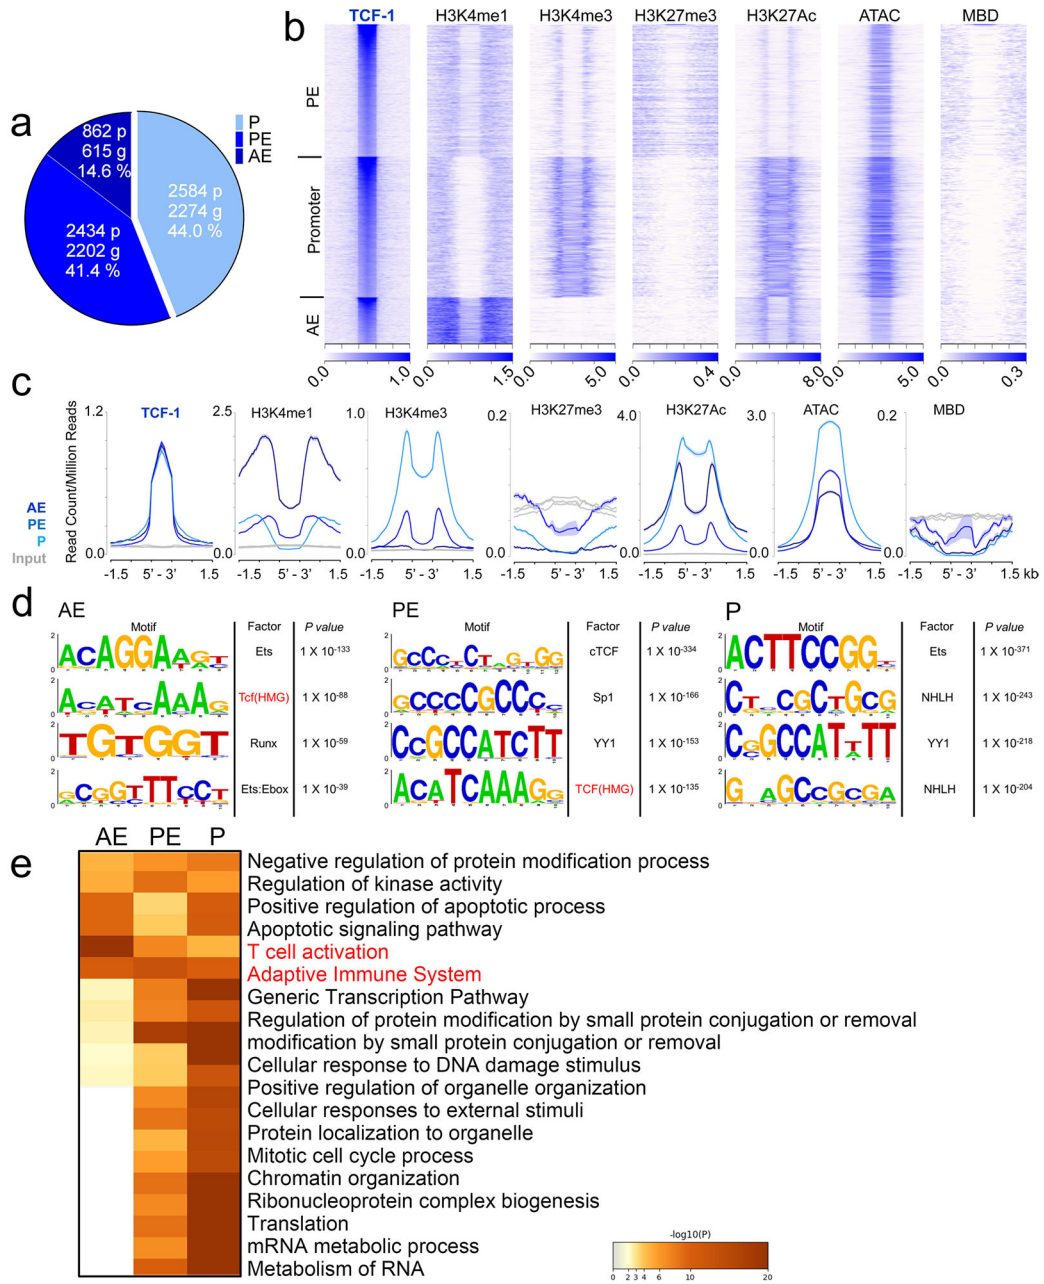 a
P
PE
AE
862 p
615 g
14.6 %
2584 p
2274 g
44.0 %
2434 p
2202 g
41.4 %
b
TCF-1 H3K4me1 H3K4me3 H3K27me3 H3K27Ac ATAC MBD
PE
Promoter
AE
0.0 1.0 0.0 1.5 0.0 5.0 0.0 0.4 0.0 8.0 0.0 5.0 0.0 0.3
c
Read Count/Million Reads
AE
PE
P
Input
1.2 TCF-1 2.5 H3K4me1 1.0 H3K4me3 0.2 H3K27me3 4.0 H3K27Ac 3.0 ATAC 0.2 MBD
0.0 0.0 0.0 0.0 0.0 0.0 0.0
-1.5 5' - 3' 1.5 -1.5 5' - 3' 1.5 -1.5 5' - 3' 1.5 -1.5 5' - 3' 1.5 -1.5 5' - 3' 1.5 -1.5 5' - 3' 1.5 -1.5 5' - 3' 1.5 kb
d
AE
Motif Factor P value
Ets 1 X 10-133
Tcf(HMG) 1 X 10-88
Runx 1 X 10-59
Ets:Ebox 1 X 10-39
PE
Motif Factor P value
cTCF 1 X 10-334
Sp1 1 X 10-166
YY1 1 X 10-153
TCF(HMG) 1 X 10-135
P
Motif Factor P value
Ets 1 X 10-371
NHLH 1 X 10-243
YY1 1 X 10-218
NHLH 1 X 10-204
e
AE PE P
Negative regulation of protein modification process
Regulation of kinase activity
Positive regulation of apoptotic process
Apoptotic signaling pathway
T cell activation
Adaptive Immune System
Generic Transcription Pathway
Regulation of protein modification by small protein conjugation or removal
modification by small protein conjugation or removal
Cellular response to DNA damage stimulus
Positive regulation of organelle organization
Cellular responses to external stimuli
Protein localization to organelle
Mitotic cell cycle process
Chromatin organization
Ribonucleoprotein complex biogenesis
Translation
mRNA metabolic process
Metabolism of RNA
-log10(P)
0 2 3 4 6 10 20